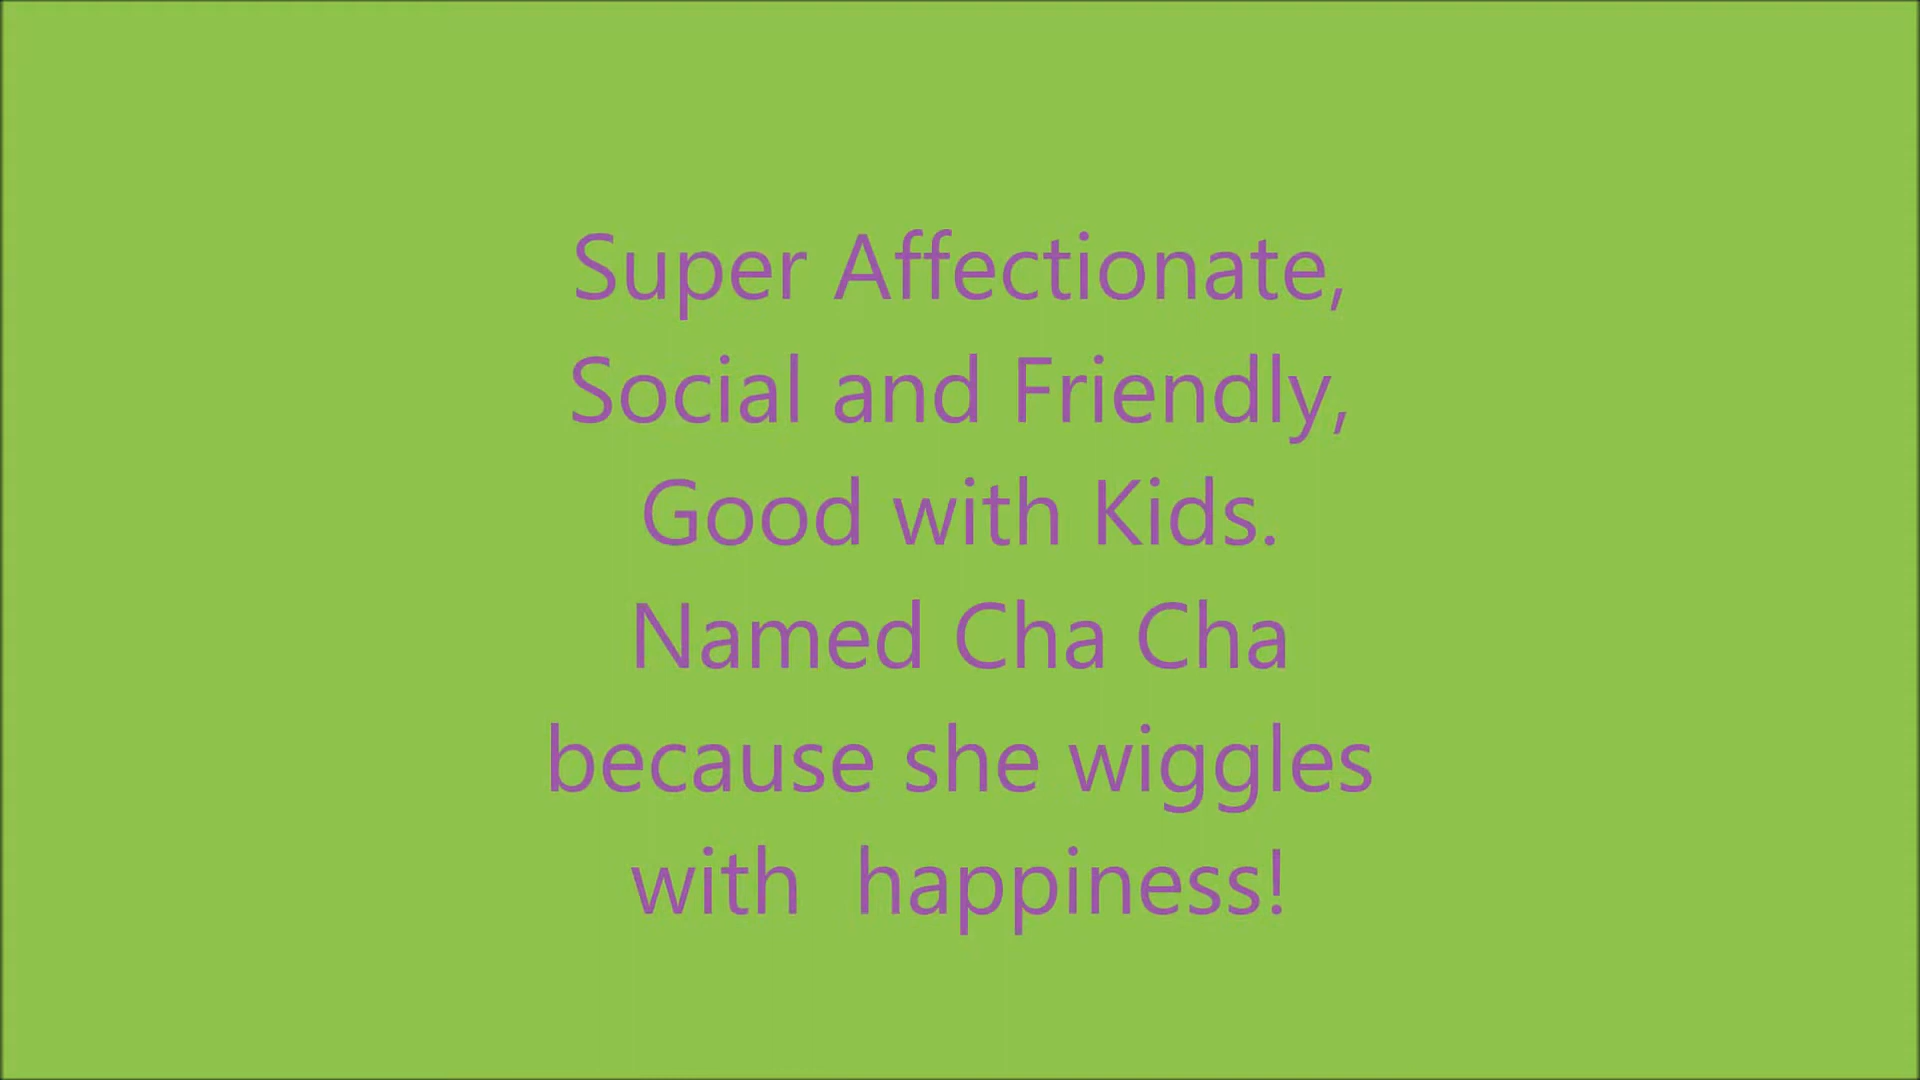 Super Affectionate,
Social and Friendly,
Good with Kids.
Named Cha Cha
because she wiggles
with  happiness!